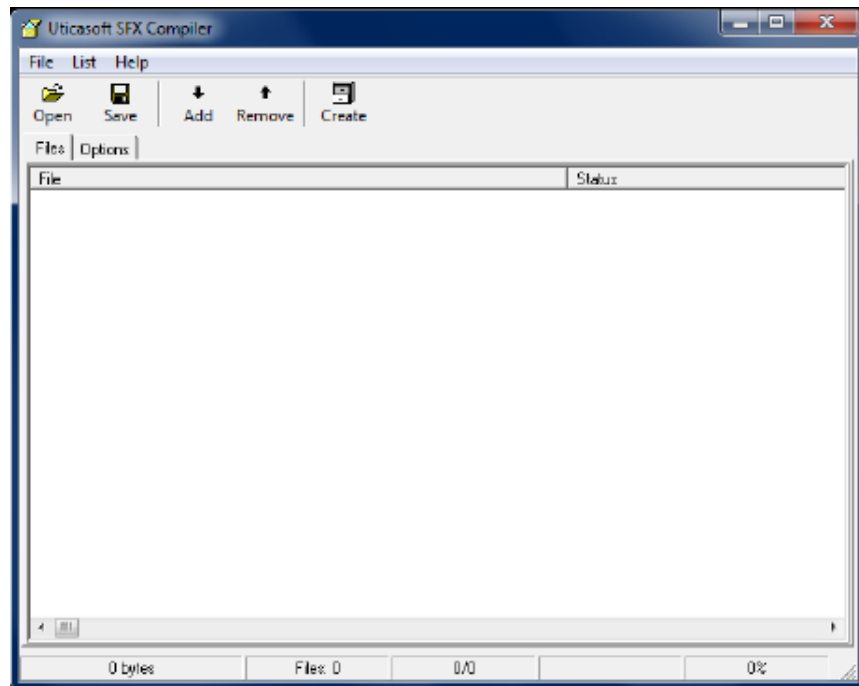 Uticasoft SFX Compiler
File List Help
Open Save Add Remove Create
Files Options
File Status
0 bytes Files: 0 0/0 0%